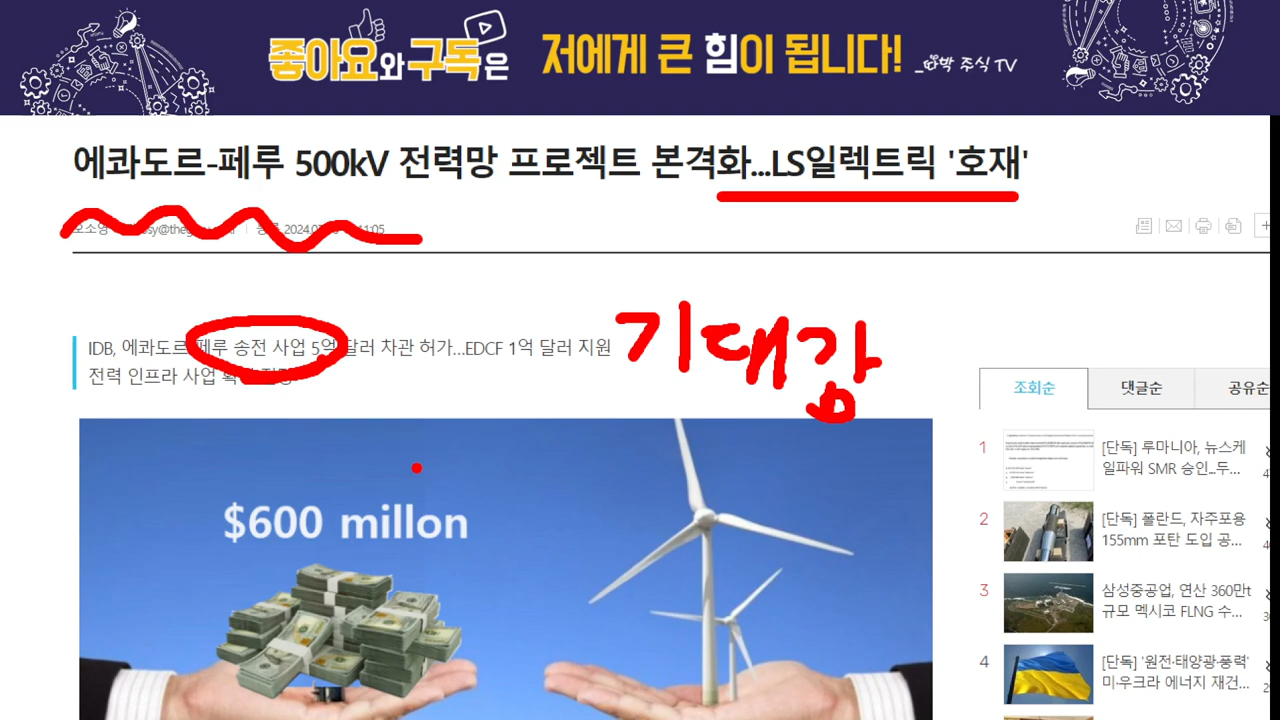 좋아요와 구독은 저에게 큰 힘이 됩니다!
주식 TV
에콰도르-페루 500kV 전력망 프로젝트 본격화...LS일렉트릭 '호재'
오소영
등록
IDB, 에콰도르-페루 송전 사업 5억 달러 차관 허가…EDCF 1억 달러 지원
전력 인프라 사업
기대감
$600 millon
조회순 댓글순 공유순
1 [단독] 루마니아, 뉴스케
일파워 SMR 승인...두...
2 [단독] 폴란드, 자주포용
155mm 포탄 도입 공...
3 삼성중공업, 연산 360만t
규모 멕시코 FLNG 수...
4 [단독] '원전·태양광·풍력'
미·우크라 에너지 재건...